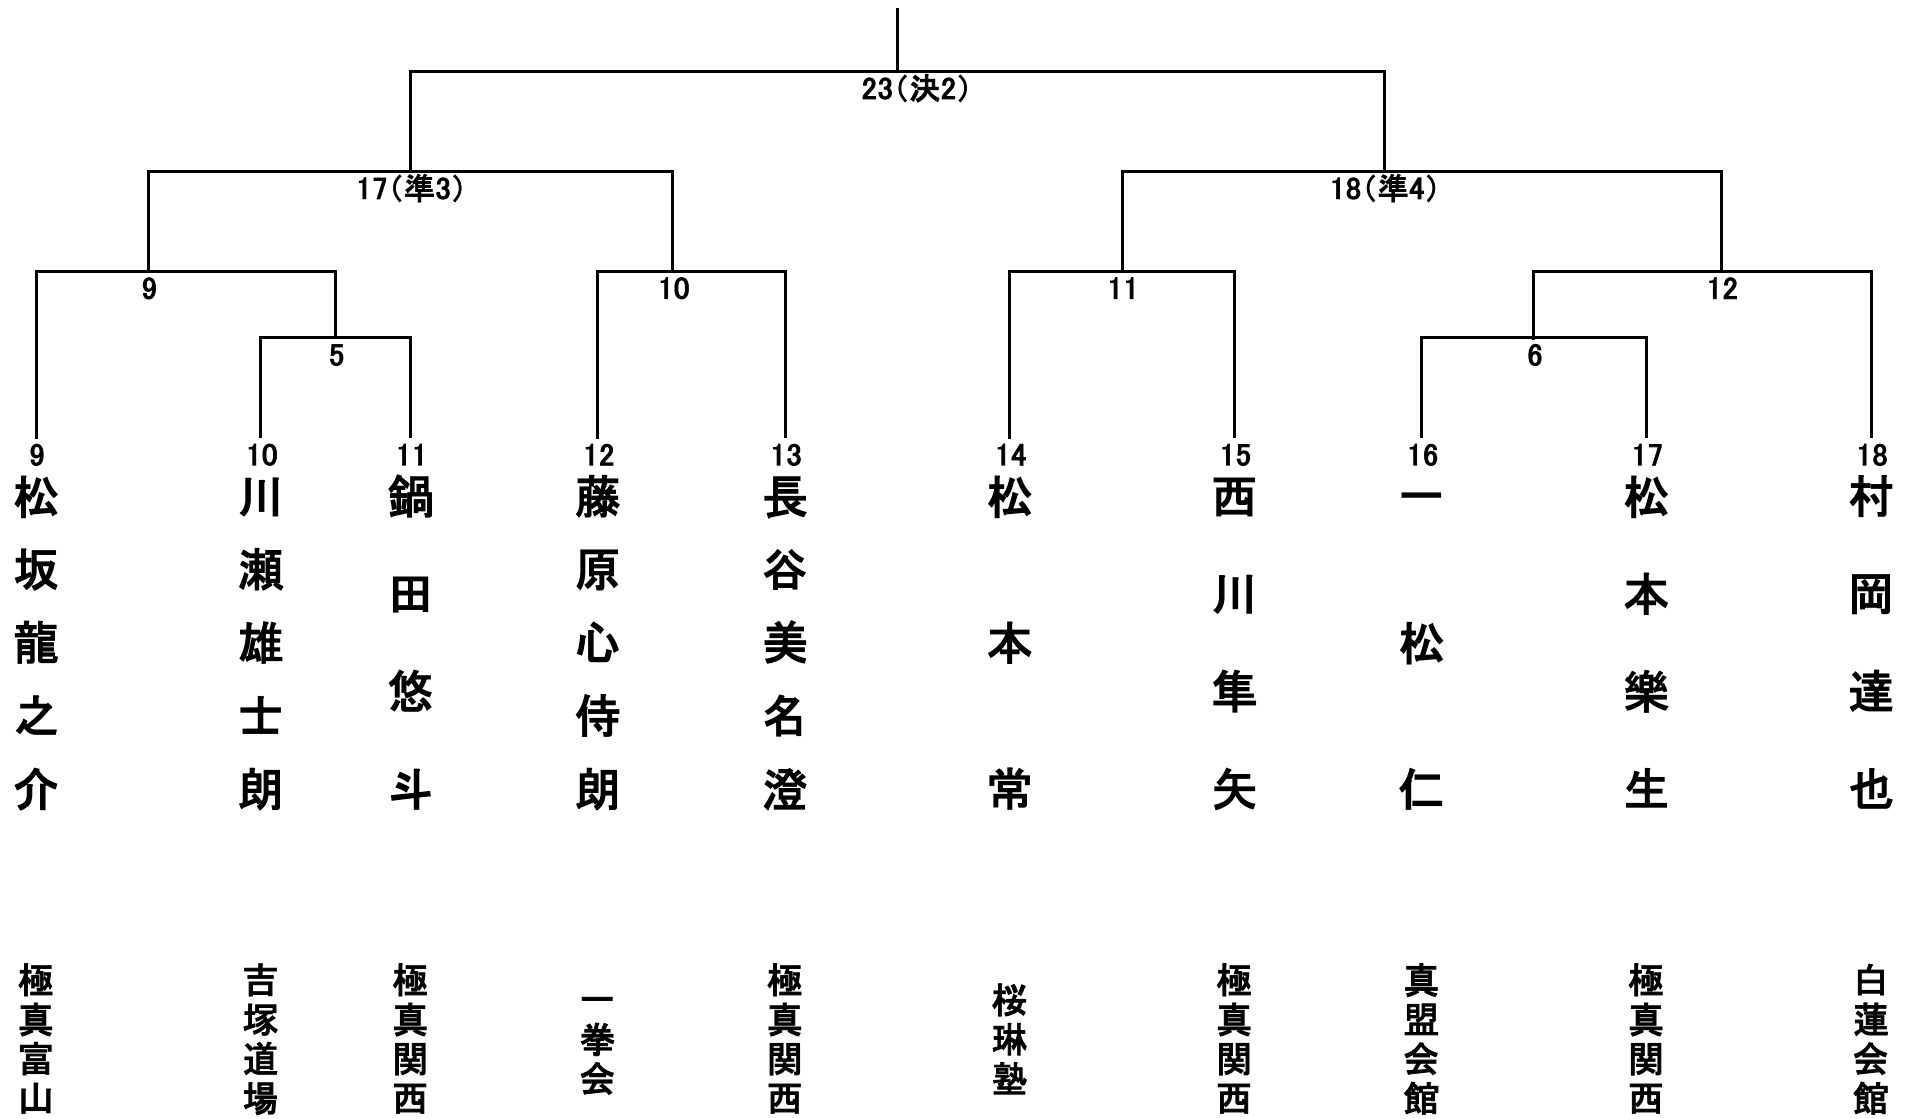 23(決2)
17(準3)
18(準4)
9
10
11
12
5
6
9
松坂龍之介
極真富山
10
川瀬雄士朗
吉塚道場
11
鍋田悠斗
極真関西
12
藤原心侍朗
一拳会
13
長谷美名澄
極真関西
14
松本常
桜琳塾
15
西川隼矢
極真関西
16
一松仁
真盟会館
17
松本樂生
極真関西
18
村岡達也
白蓮会館